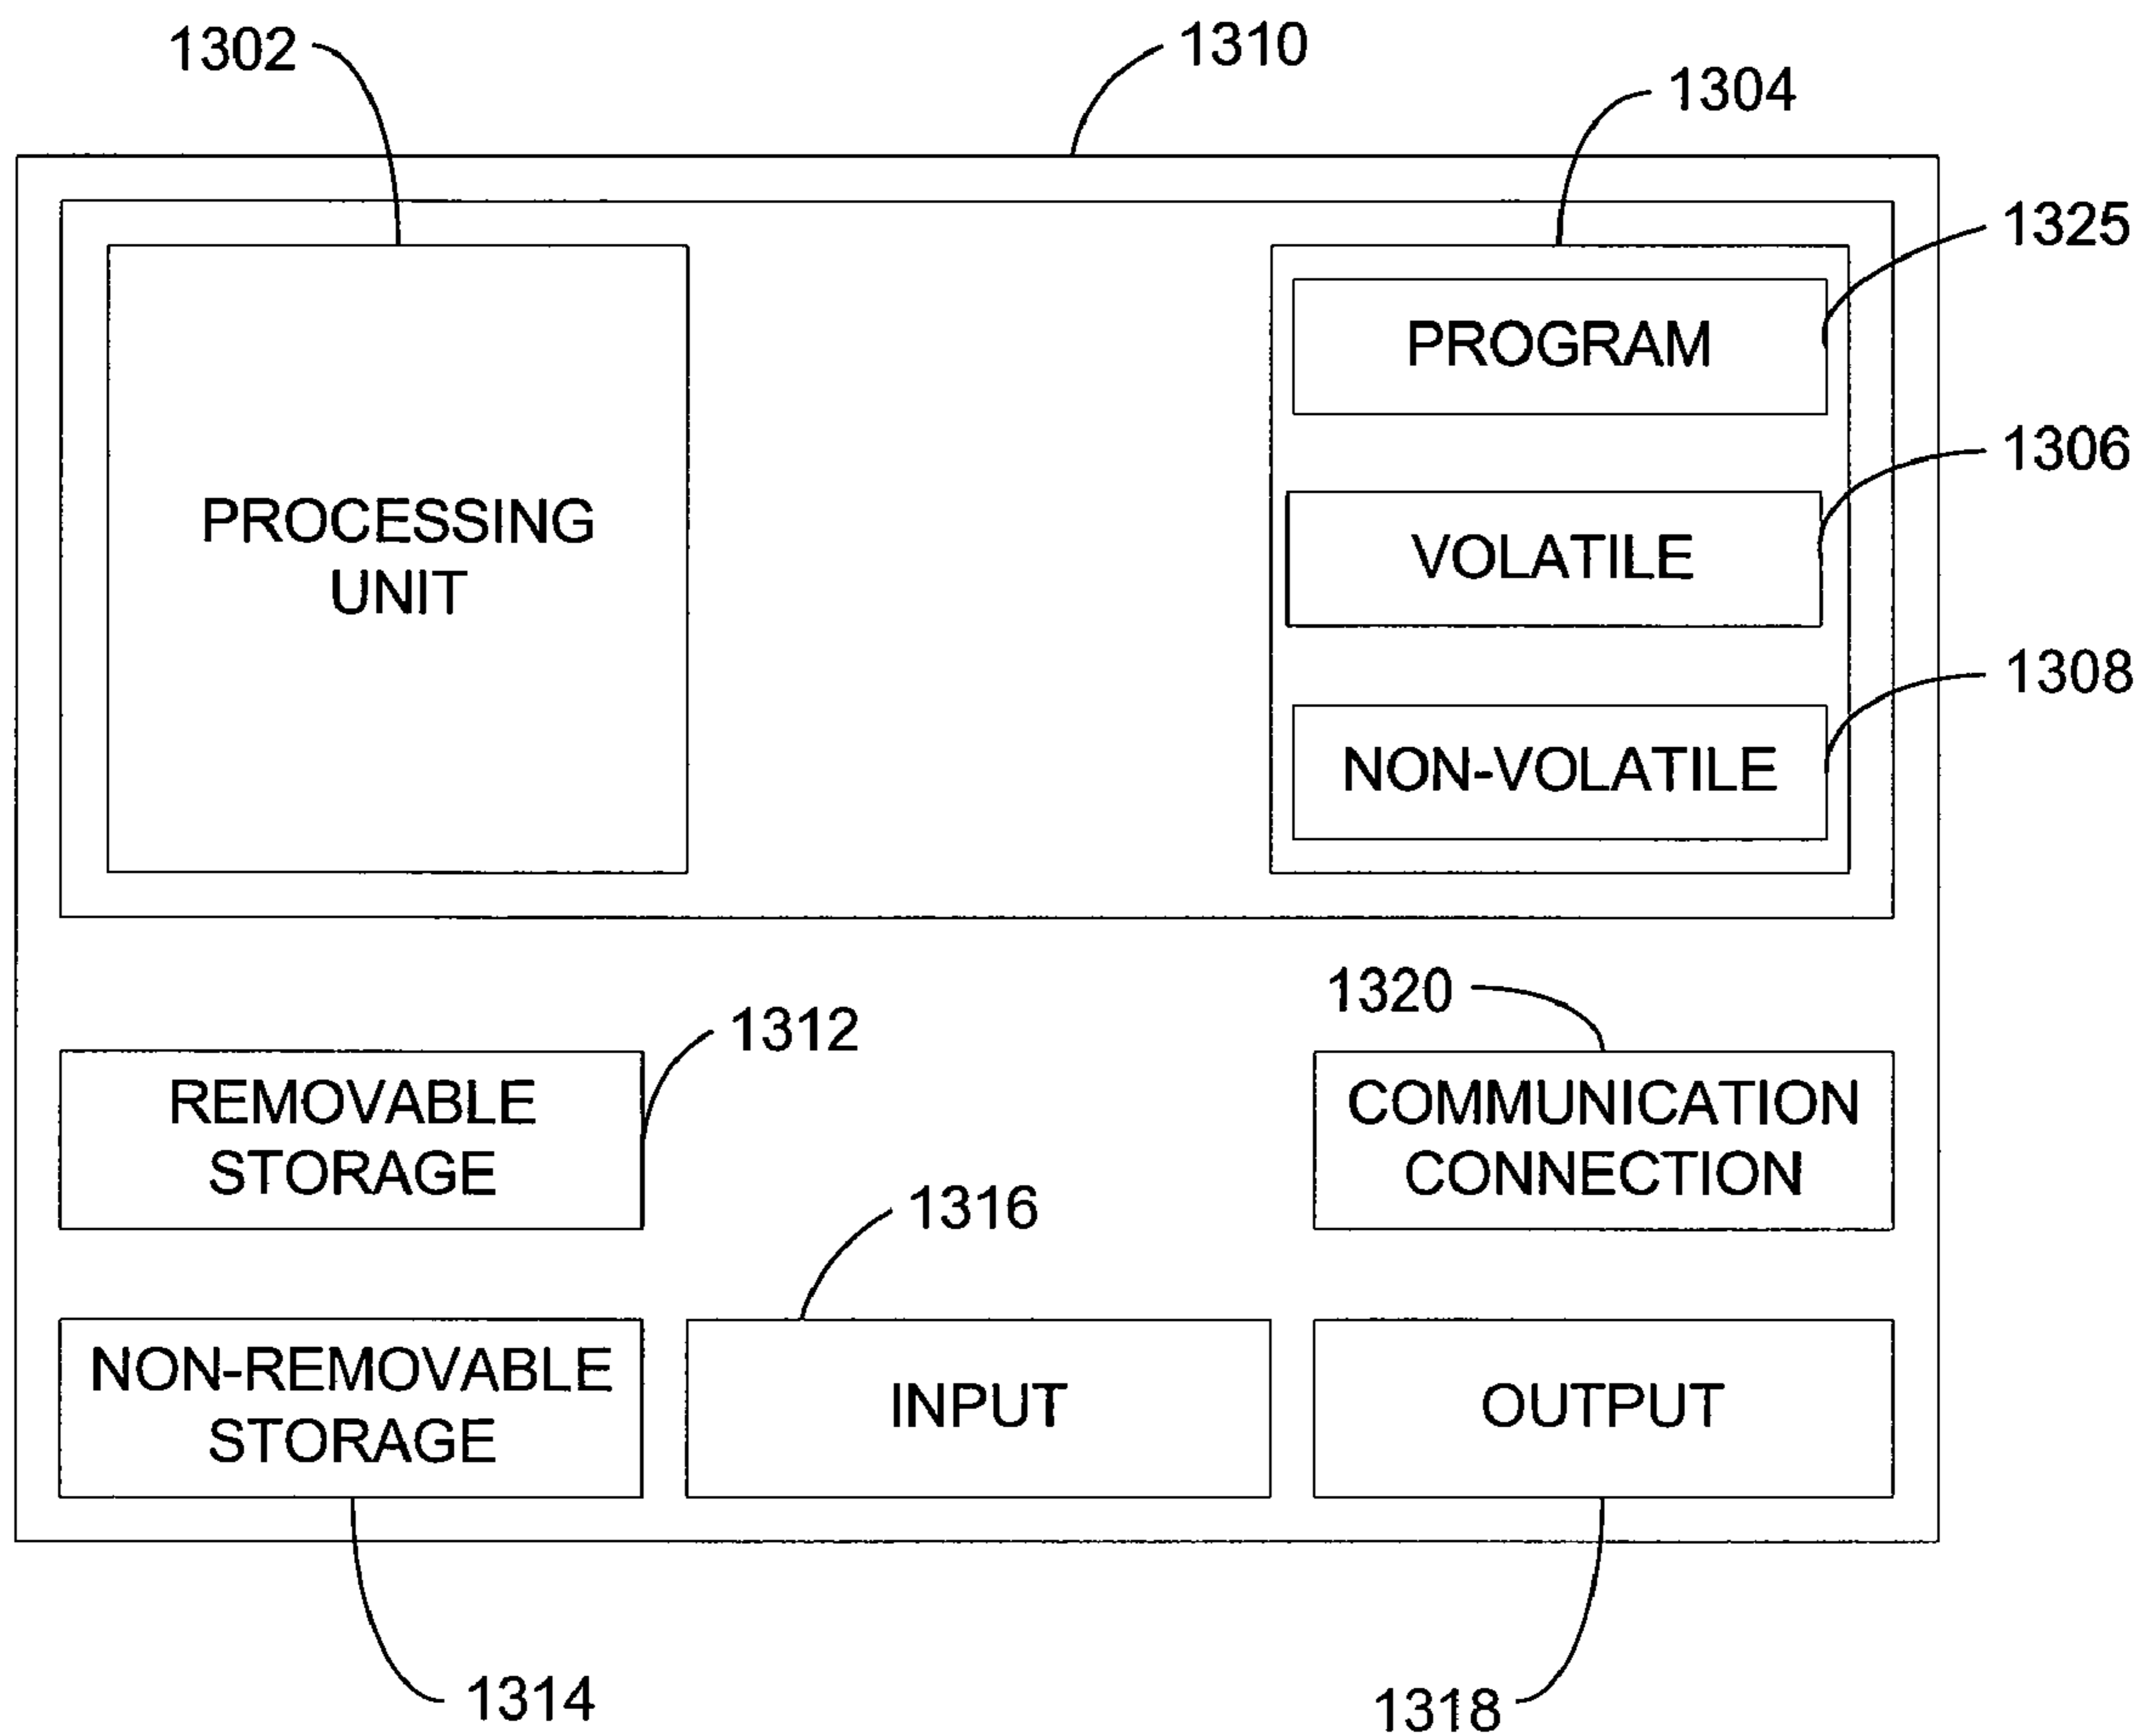 1302
1310
1304
1325
PROGRAM
1306
PROCESSING
UNIT
VOLATILE
1308
NON-VOLATILE
1320
1312
REMOVABLE
STORAGE
COMMUNICATION
CONNECTION
1316
NON-REMOVABLE
STORAGE
INPUT
OUTPUT
1314
1318